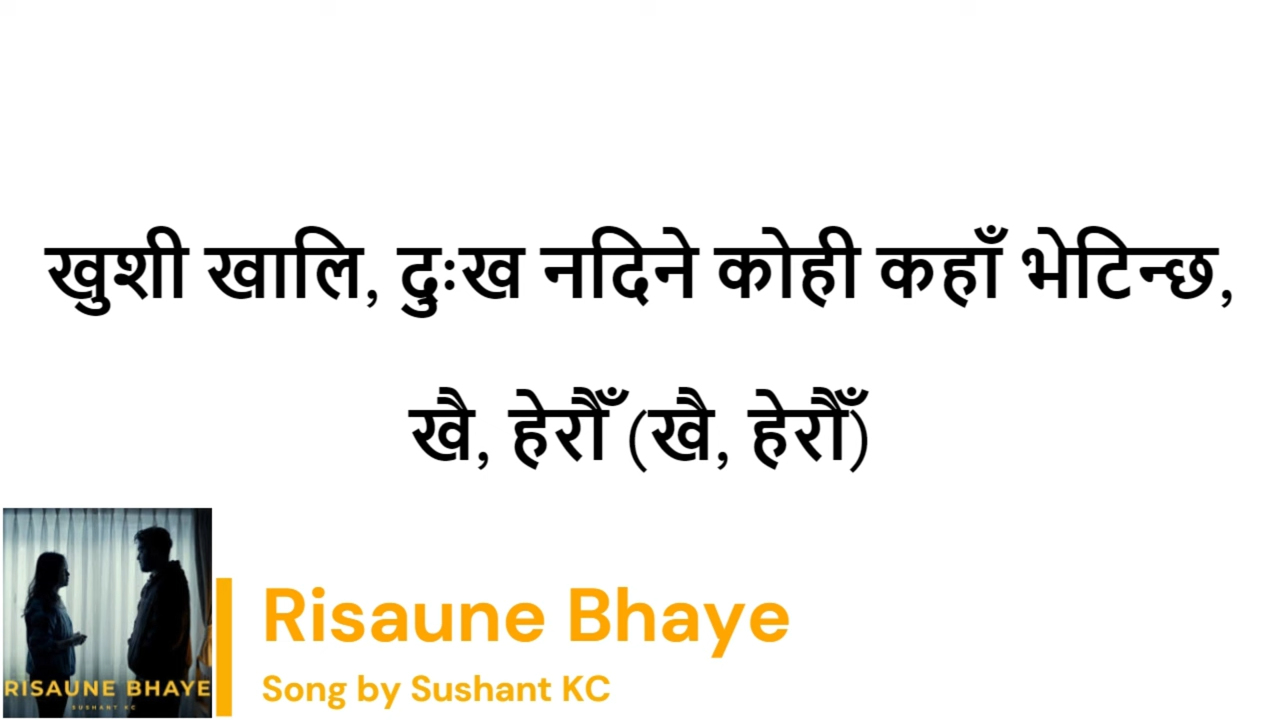 खुशी खालि, दुःख नदिने कोही कहाँ भेटिन्छ,
खै, हेरौँ (खै, हेरौँ)
Risaune Bhaye
Song by Sushant KC
RISAUNE BHAYE
SUSHANT KC